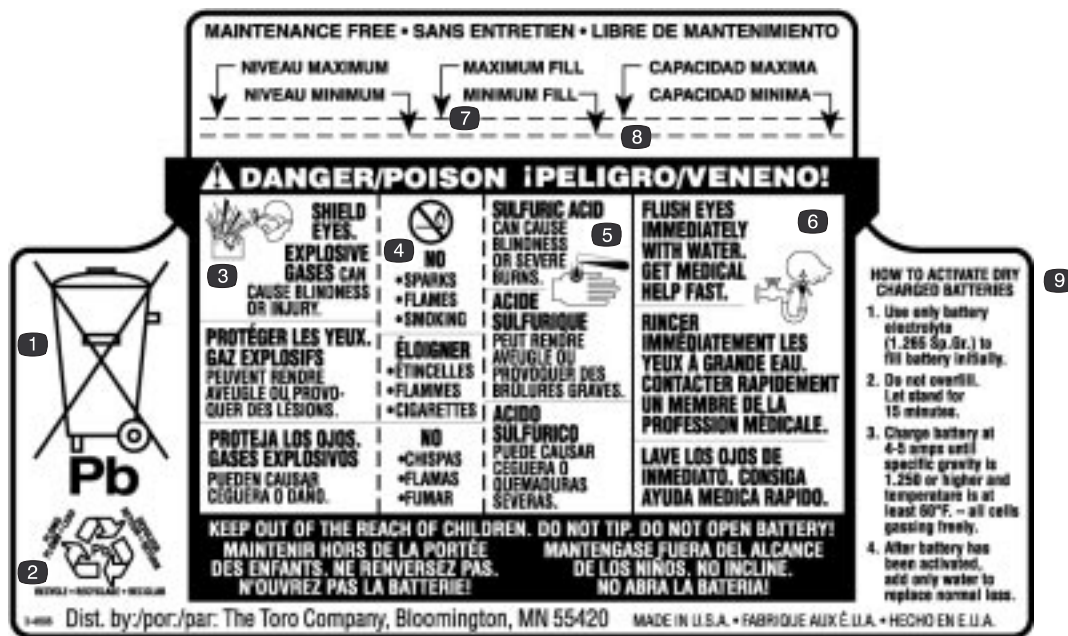 MAINTENANCE FREE • SANS ENTRETIEN • LIBRE DE MANTENIMIENTO
NIVEAU MAXIMUM
MAXIMUM FILL
CAPACIDAD MAXIMA
NIVEAU MINIMUM
MINIMUM FILL
CAPACIDAD MINIMA
7
8
DANGER/POISON ¡PELIGRO/VENENO!
SHIELD
EYES.
EXPLOSIVE
GASES CAN
CAUSE BLINDNESS
OR INJURY.
3
PROTÉGER LES YEUX.
GAZ EXPLOSIFS
PEUVENT RENDRE
AVEUGLE OU PROVO-
QUER DES LÉSIONS.
PROTEJA LOS OJOS.
GASES EXPLOSIVOS
PUEDEN CAUSAR
CEGUERA O DAÑO.
4
NO
•SPARKS
•FLAMES
•SMOKING
ÉLOIGNER
•ÉTINCELLES
•FLAMMES
•CIGARETTES
NO
•CHISPAS
•FLAMAS
•FUMAR
SULFURIC ACID
CAN CAUSE
BLINDNESS
OR SEVERE
BURNS.
5
ACIDE
SULFURIQUE
PEUT RENDRE
AVEUGLE OU
PROVOQUER DES
BRÛLURES GRAVES.
ACIDO
SULFURICO
PUEDE CAUSAR
CEGUERA O
QUEMADURAS
SEVERAS.
FLUSH EYES
IMMEDIATELY
WITH WATER.
GET MEDICAL
HELP FAST.
6
RINCER
IMMÉDIATEMENT LES
YEUX À GRANDE EAU.
CONTACTER RAPIDEMENT
UN MEMBRE DE LA
PROFESSION MÉDICALE.
LAVE LOS OJOS DE
INMEDIATO. CONSIGA
AYUDA MEDICA RAPIDO.
KEEP OUT OF THE REACH OF CHILDREN. DO NOT TIP. DO NOT OPEN BATTERY!
MAINTENIR HORS DE LA PORTÉE
DES ENFANTS. NE RENVERSEZ PAS.
N'OUVREZ PAS LA BATTERIE!
MANTENGASE FUERA DEL ALCANCE
DE LOS NIÑOS. NO INCLINE.
NO ABRA LA BATERIA!
1
Pb
2
RECYCLE • RECYCLAGE • RECICLAR
HOW TO ACTIVATE DRY
CHARGED BATTERIES
9
1. Use only battery
electrolyte
(1.265 Sp.Gr.) to
fill battery initially.
2. Do not overfill.
Let stand for
15 minutes.
3. Charge battery at
4-5 amps until
specific gravity is
1.250 or higher and
temperature is at
least 60°F. – all cells
gassing freely.
4. After battery has
been activated,
add only water to
replace normal loss.
Dist. by:/por:/par: The Toro Company, Bloomington, MN 55420
MADE IN U.S.A. • FABRIQUE AUX É.U.A. • HECHO EN E.U.A.